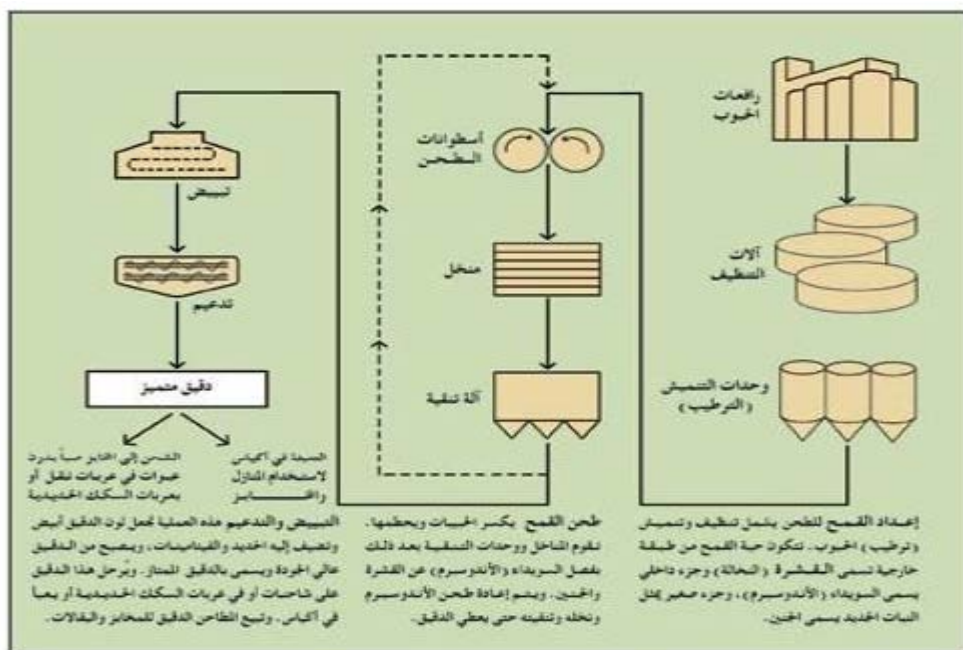 رافعات
الحبوب
آلات
التنظيف
وحدات التنميش
(الترطيب)
إعداد القمح للطحن يشمل تنظيف وتنميش
(ترطيب) الحبوب. تتكون حبة القمح من طبقة
خارجية تسمى القشرة (النخالة) وجزء داخلي
يسمى السويداء (الأندوسبرم)، وجزء صغير يمثل
النبات الجديد يسمى الجنين.
أسطوانات
الطحن
منخل
آلة تنقية
طحن القمح يكسر الحبيبات ويحطمها.
تقوم المناخل ووحدات التنقية بعد ذلك
بفصل السويداء (الأندوسبرم) عن القشرة
والجنين. ويتم إعادة طحن الأندوسبرم
ونخله وتنقيته حتى يعطي الدقيق.
تبييض
تدعيم
دقيق متميز
التعبئة في أكياس
لاستخدام المنازل
والمخابز
الشحن إلى المخابز صباً بدون
عبوات في عربات نقل أو
بعربات السكك الحديدية
التبييض والتدعيم هذه العملية تجعل لون الدقيق أبيض
وتضيف إليه الحديد والفيتامينات، ويصبح من الدقيق
عالي الجودة ويسمى بالدقيق الممتاز. ويُرحل هذا الدقيق
على شاحنات أو في عربات السكك الحديدية أو يعبأ
في أكياس. وتبيع المطاحن الدقيق للمخابز والبقالات.